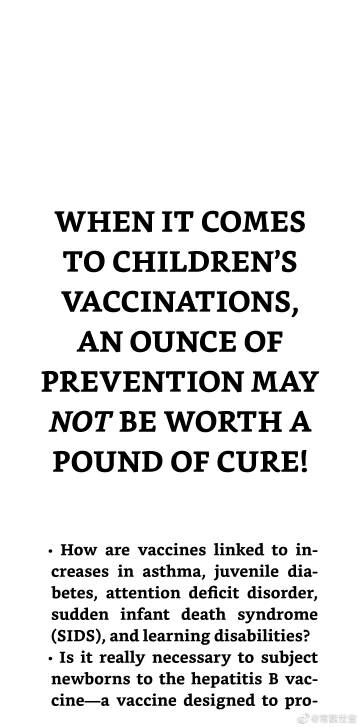 WHEN IT COMES
TO CHILDREN’S
VACCINATIONS,
AN OUNCE OF
PREVENTION MAY
NOT BE WORTH A
POUND OF CURE!
• How are vaccines linked to in-
creases in asthma, juvenile dia-
betes, attention deficit disorder,
sudden infant death syndrome
(SIDS), and learning disabilities?
• Is it really necessary to subject
newborns to the hepatitis B vac-
cine—a vaccine designed to pro-